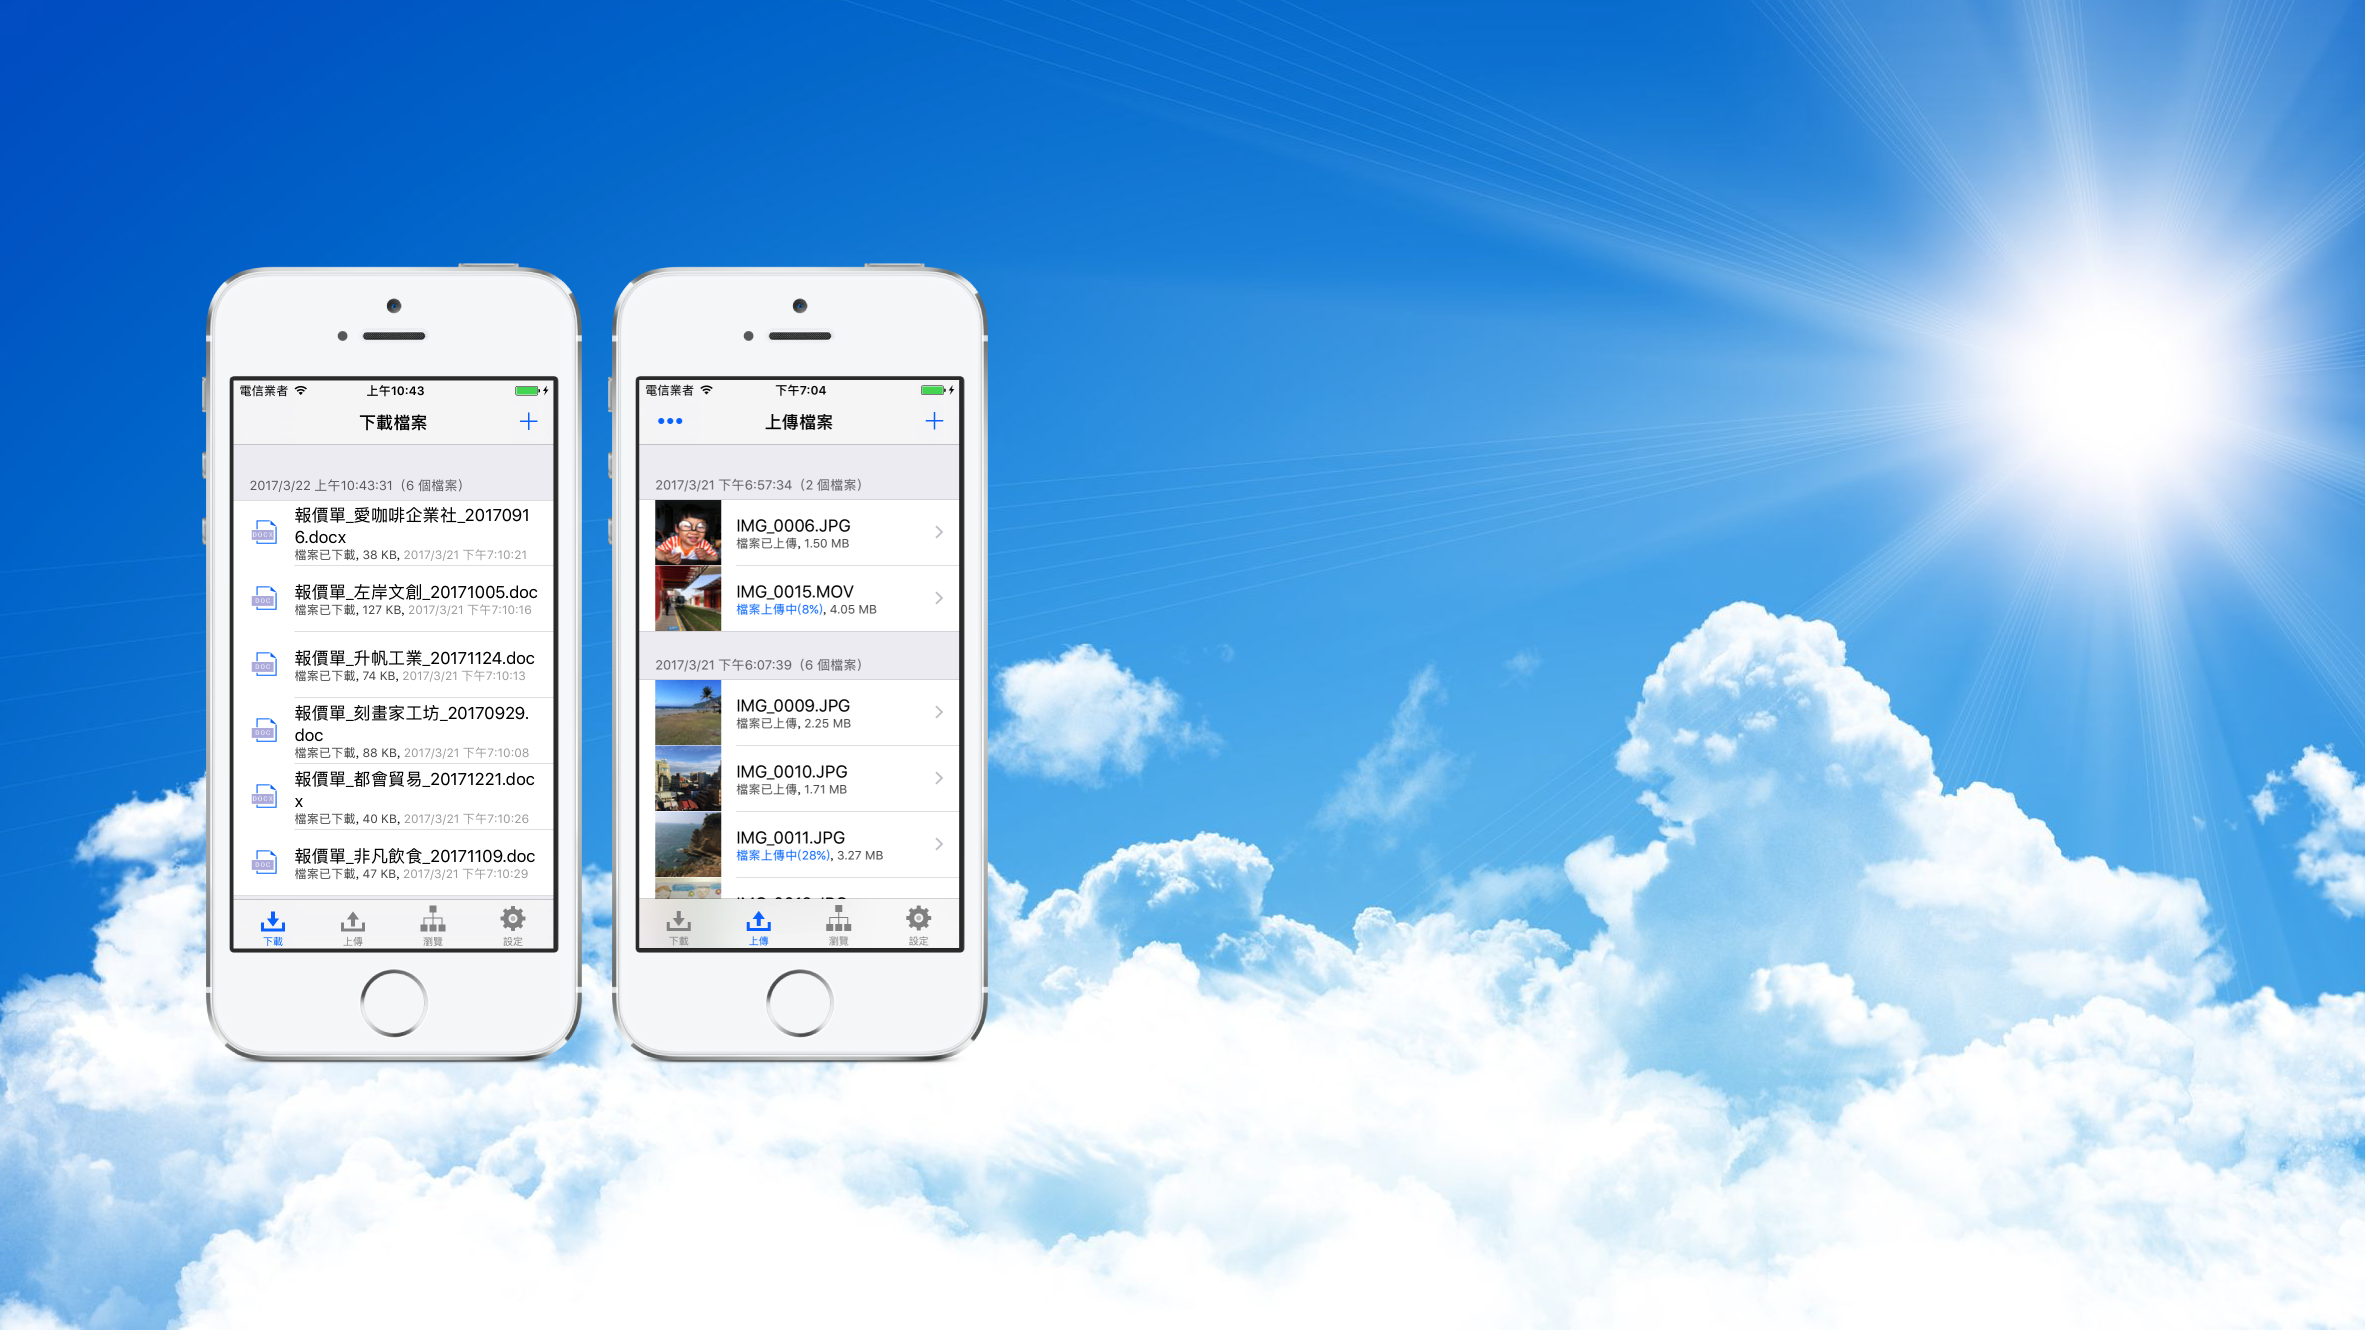 電信業者 上午10:43
下載檔案
2017/3/22 上午10:43:31（6 個檔案）
報價單_愛咖啡企業社_2017091
6.docx
檔案已下載, 38 KB, 2017/3/21 下午7:10:21
DOCX
報價單_左岸文創_20171005.doc
檔案已下載, 127 KB, 2017/3/21 下午7:10:16
DOC
報價單_升帆工業_20171124.doc
檔案已下載, 74 KB, 2017/3/21 下午7:10:13
DOC
報價單_刻畫家工坊_20170929.
doc
檔案已下載, 88 KB, 2017/3/21 下午7:10:08
DOC
報價單_都會貿易_20171221.doc
x
檔案已下載, 40 KB, 2017/3/21 下午7:10:26
DOCX
報價單_非凡飲食_20171109.doc
檔案已下載, 47 KB, 2017/3/21 下午7:10:29
DOC
下載 上傳 瀏覽 設定
電信業者 下午7:04
上傳檔案
2017/3/21 下午6:57:34（2 個檔案）
IMG_0006.JPG
檔案已上傳, 1.50 MB
IMG_0015.MOV
檔案上傳中(8%), 4.05 MB
2017/3/21 下午6:07:39（6 個檔案）
IMG_0009.JPG
檔案已上傳, 2.25 MB
IMG_0010.JPG
檔案已上傳, 1.71 MB
IMG_0011.JPG
檔案上傳中(28%), 3.27 MB
下載 上傳 瀏覽 設定